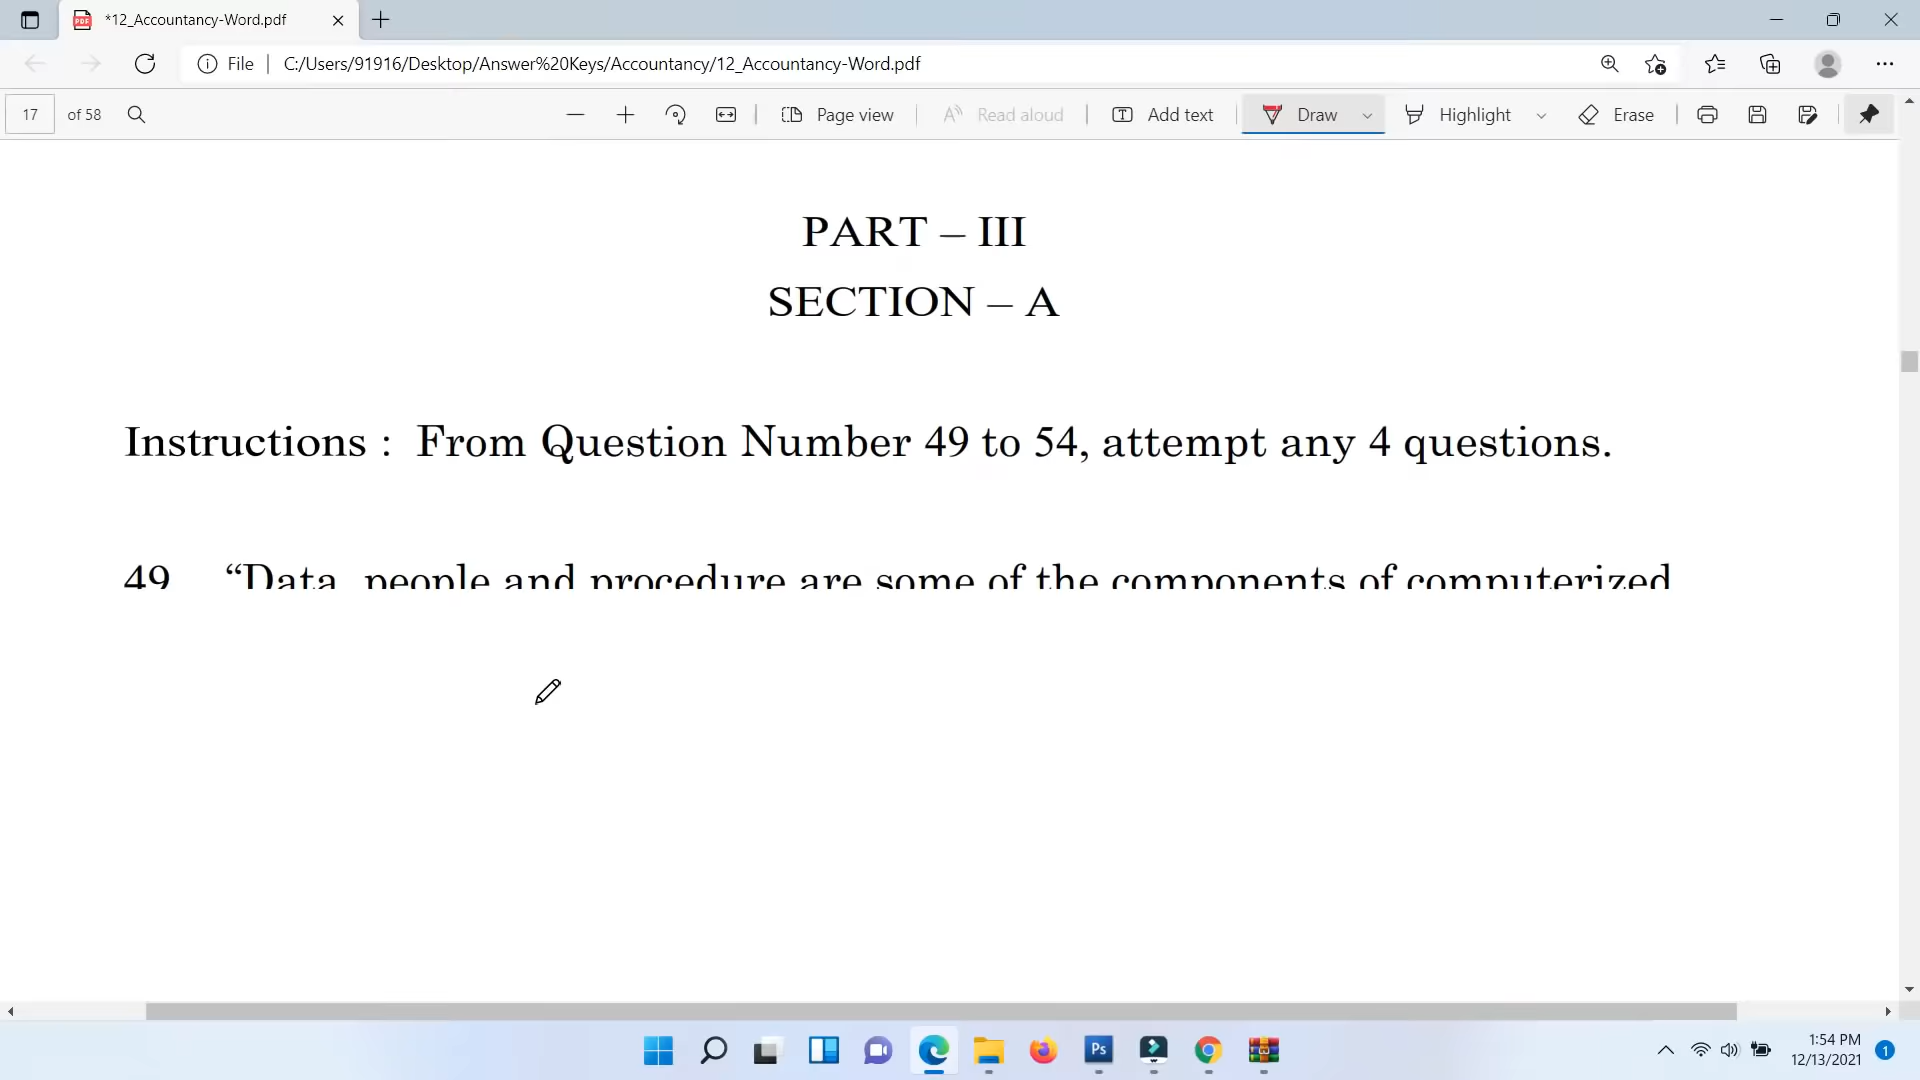 *12_Accountancy-Word.pdf
File
C:/Users/91916/Desktop/Answer%20Keys/Accountancy/12_Accountancy-Word.pdf
17 of 58
Page view
Read aloud
Add text
Draw
Highlight
Erase
PART – III
SECTION – A
Instructions : From Question Number 49 to 54, attempt any 4 questions.
49 “Data, people and procedure are some of the components of computerized
Ps
1:54 PM
12/13/2021
1